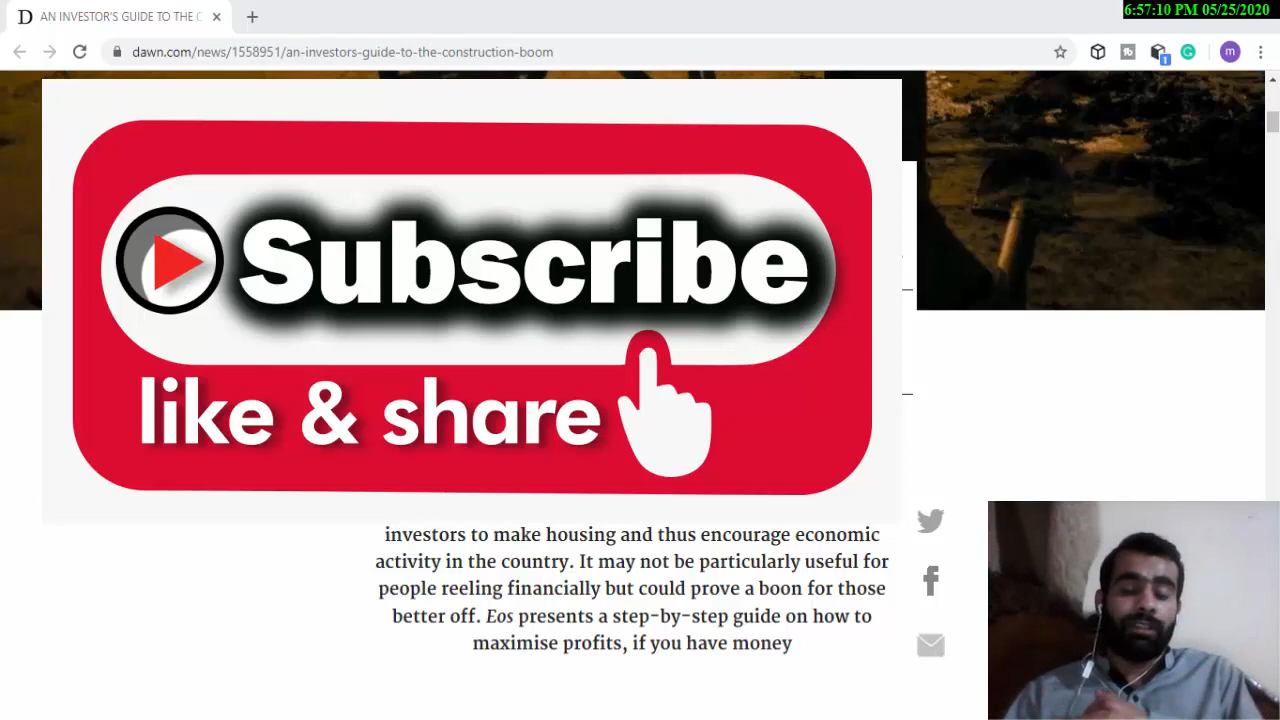 6:57:10 PM 05/25/2020
D AN INVESTOR'S GUIDE TO THE C
dawn.com/news/1558951/an-investors-guide-to-the-construction-boom
tb
1
m
Subscribe
like & share
investors to make housing and thus encourage economic
activity in the country. It may not be particularly useful for
people reeling financially but could prove a boon for those
better off. Eos presents a step-by-step guide on how to
maximise profits, if you have money